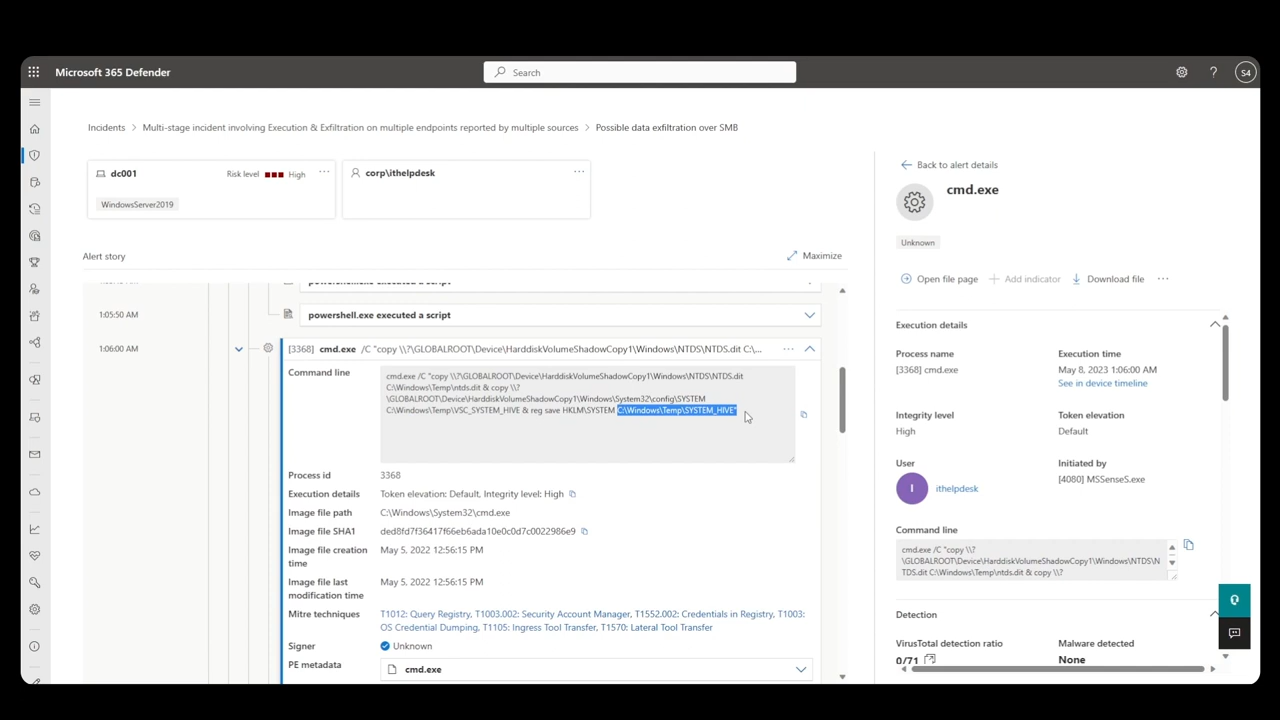 Microsoft 365 Defender
Search
S4
Incidents > Multi-stage incident involving Execution & Exfiltration on multiple endpoints reported by multiple sources > Possible data exfiltration over SMB
dc001
Risk level
High
WindowsServer2019
corp\ithelpdesk
Alert story
Maximize
powershell.exe executed a script
1:05:50 AM
powershell.exe executed a script
1:06:00 AM
[3368] cmd.exe /C "copy \\?\GLOBALROOT\Device\HarddiskVolumeShadowCopy1\Windows\NTDS\NTDS.dit C:\...
Command line
cmd.exe /C "copy \\?\GLOBALROOT\Device\HarddiskVolumeShadowCopy1\Windows\NTDS\NTDS.dit
C:\Windows\Temp\ntds.dit & copy \\?
\GLOBALROOT\Device\HarddiskVolumeShadowCopy1\Windows\System32\config\SYSTEM
C:\Windows\Temp\VSC_SYSTEM_HIVE & reg save HKLM\SYSTEM C:\Windows\Temp\SYSTEM_HIVE"
Process id
3368
Execution details
Token elevation: Default, Integrity level: High
Image file path
C:\Windows\System32\cmd.exe
Image file SHA1
ded8fd7f36417f66eb6ada10e0c0d7c0022986e9
Image file creation
time
May 5, 2022 12:56:15 PM
Image file last
modification time
May 5, 2022 12:56:15 PM
Mitre techniques
T1012: Query Registry, T1003.002: Security Account Manager, T1552.002: Credentials in Registry, T1003:
OS Credential Dumping, T1105: Ingress Tool Transfer, T1570: Lateral Tool Transfer
Signer
Unknown
PE metadata
cmd.exe
Back to alert details
cmd.exe
Unknown
Open file page
Add indicator
Download file
Execution details
Process name
[3368] cmd.exe
Execution time
May 8, 2023 1:06:00 AM
See in device timeline
Integrity level
High
Token elevation
Default
User
I
ithelpdesk
Initiated by
[4080] MSSenseS.exe
Command line
cmd.exe /C "copy \\?
\GLOBALROOT\Device\HarddiskVolumeShadowCopy1\Windows\N
TDS.dit C:\Windows\Temp\ntds.dit & copy \\?
Detection
VirusTotal detection ratio
0/71
Malware detected
None